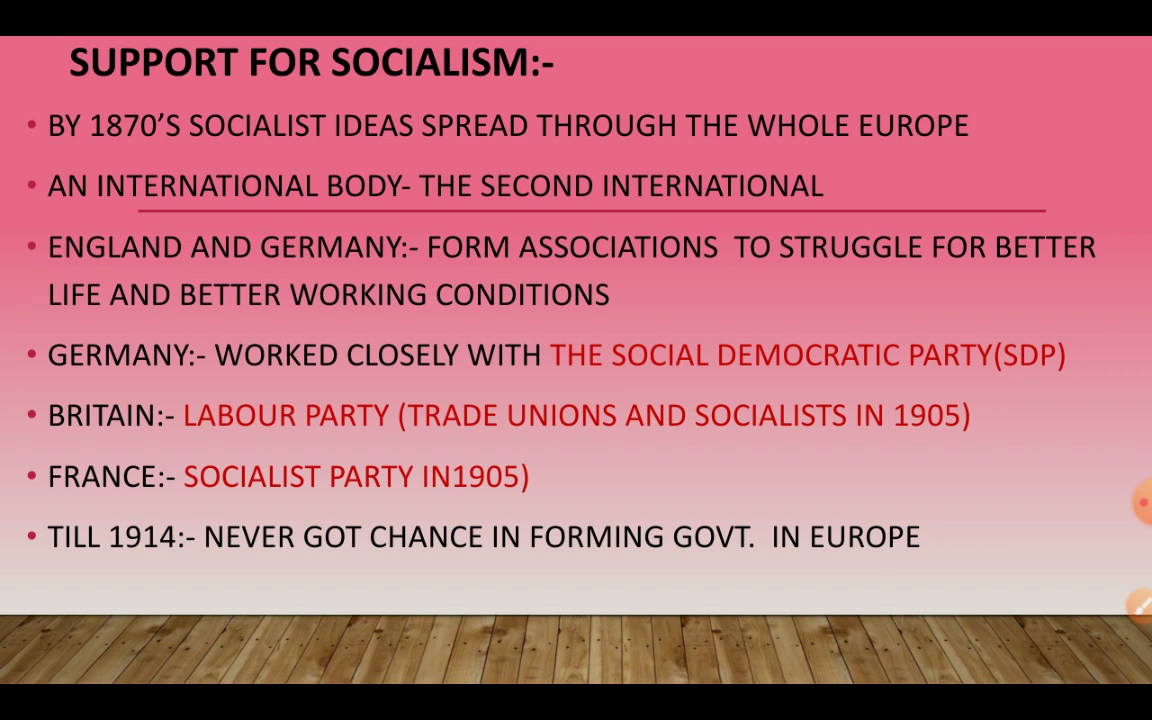 SUPPORT FOR SOCIALISM:-
• BY 1870’S SOCIALIST IDEAS SPREAD THROUGH THE WHOLE EUROPE
• AN INTERNATIONAL BODY- THE SECOND INTERNATIONAL
• ENGLAND AND GERMANY:- FORM ASSOCIATIONS TO STRUGGLE FOR BETTER
LIFE AND BETTER WORKING CONDITIONS
• GERMANY:- WORKED CLOSELY WITH THE SOCIAL DEMOCRATIC PARTY(SDP)
• BRITAIN:- LABOUR PARTY (TRADE UNIONS AND SOCIALISTS IN 1905)
• FRANCE:- SOCIALIST PARTY IN1905)
• TILL 1914:- NEVER GOT CHANCE IN FORMING GOVT. IN EUROPE